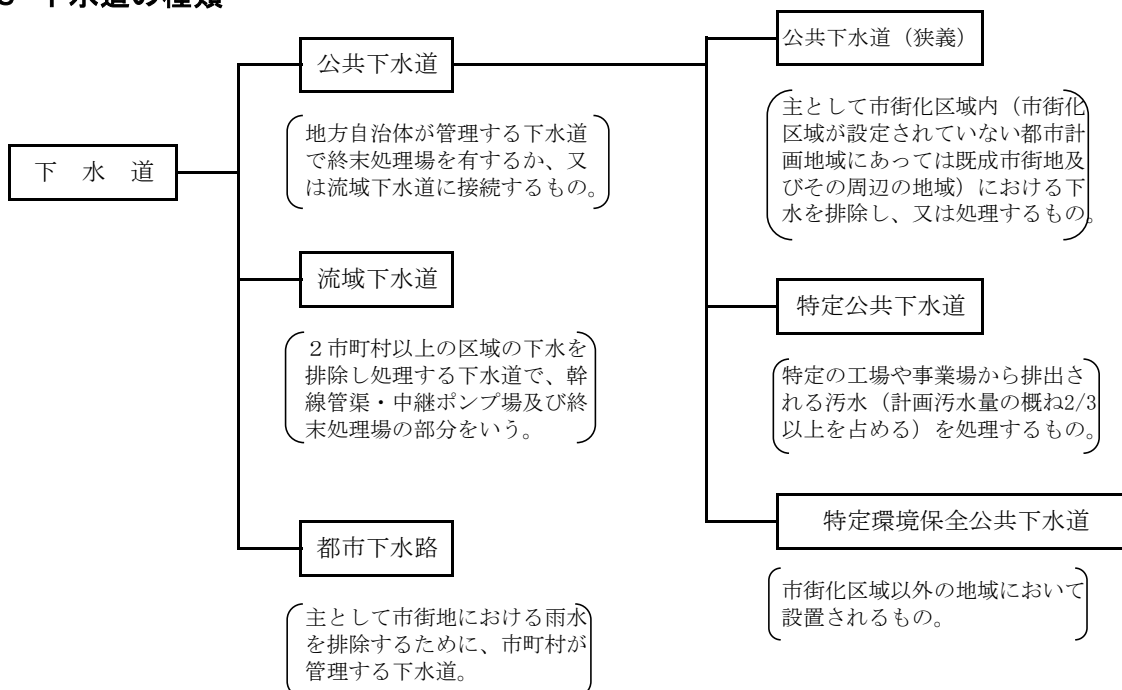 下水道の種類
下水道
公共下水道
地方自治体が管理する下水道
で終末処理場を有するか、又
は流域下水道に接続するもの。
流域下水道
２市町村以上の区域の下水を
排除し処理する下水道で、幹
線管渠・中継ポンプ場及び終
末処理場の部分をいう。
都市下水路
主として市街地における雨水
を排除するために、市町村が
管理する下水道。
公共下水道（狭義）
主として市街化区域内（市街化
区域が設定されていない都市計
画地域にあっては既成市街地及
びその周辺の地域）における下
水を排除し、又は処理するもの。
特定公共下水道
特定の工場や事業場から排出さ
れる汚水（計画汚水量の概ね2/3
以上を占める）を処理するもの。
特定環境保全公共下水道
市街化区域以外の地域において
設置されるもの。